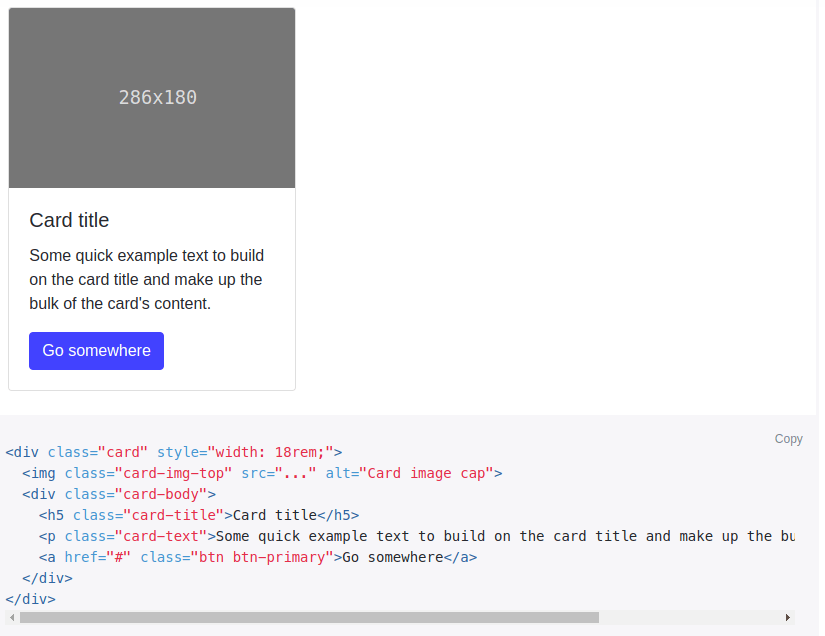 286x180
Card title
Some quick example text to build
on the card title and make up the
bulk of the card's content.
Go somewhere
Copy
<div class="card" style="width: 18rem;">
  <img class="card-img-top" src="..." alt="Card image cap">
  <div class="card-body">
    <h5 class="card-title">Card title</h5>
    <p class="card-text">Some quick example text to build on the card title and make up the bu
    <a href="#" class="btn btn-primary">Go somewhere</a>
  </div>
</div>